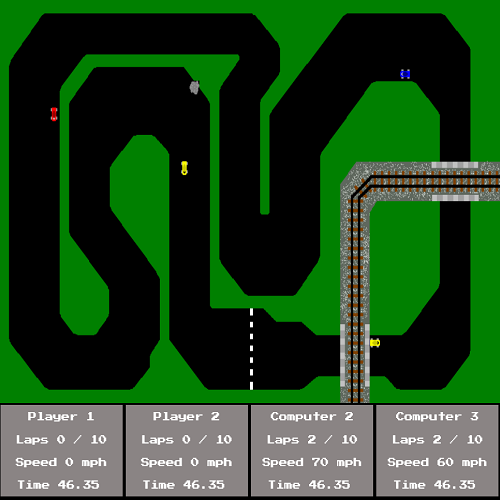 Player 1
Laps 0 / 10
Speed 0 mph
Time 46.35
Player 2
Laps 0 / 10
Speed 0 mph
Time 46.35
Computer 2
Laps 2 / 10
Speed 70 mph
Time 46.35
Computer 3
Laps 2 / 10
Speed 60 mph
Time 46.35